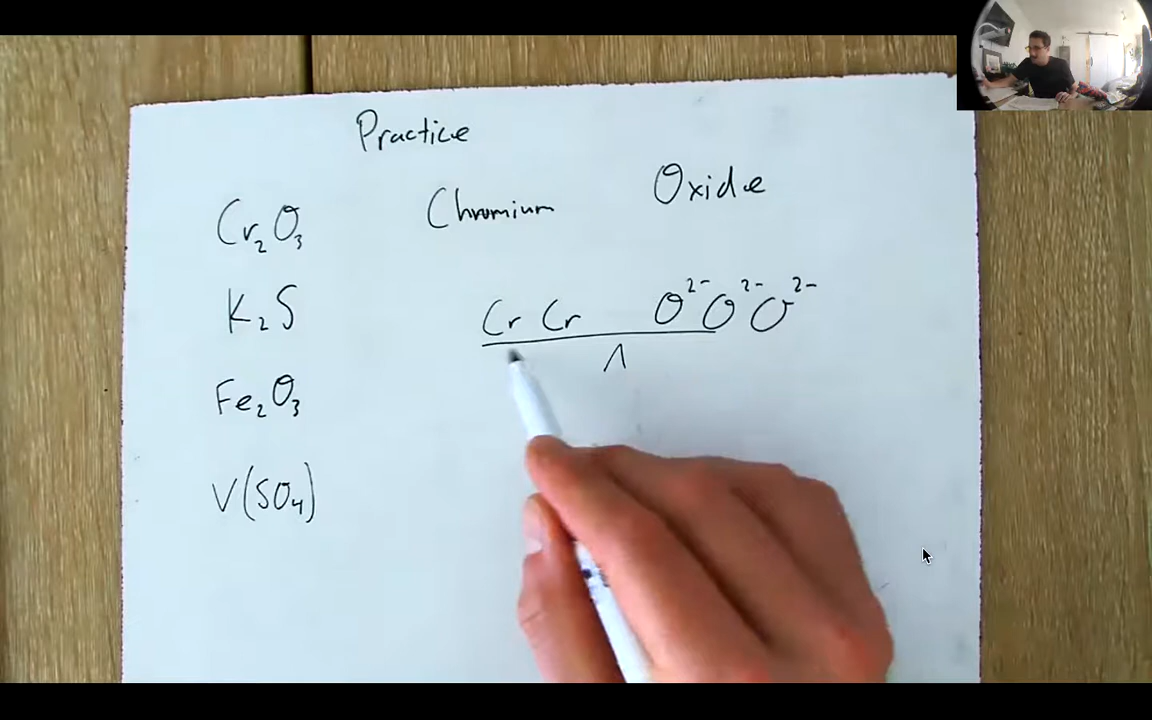 Practice
Cr₂O₃ Chromium Oxide
K₂S Cr Cr O²⁻ O²⁻ O²⁻
Fe₂O₃
V(SO₄)